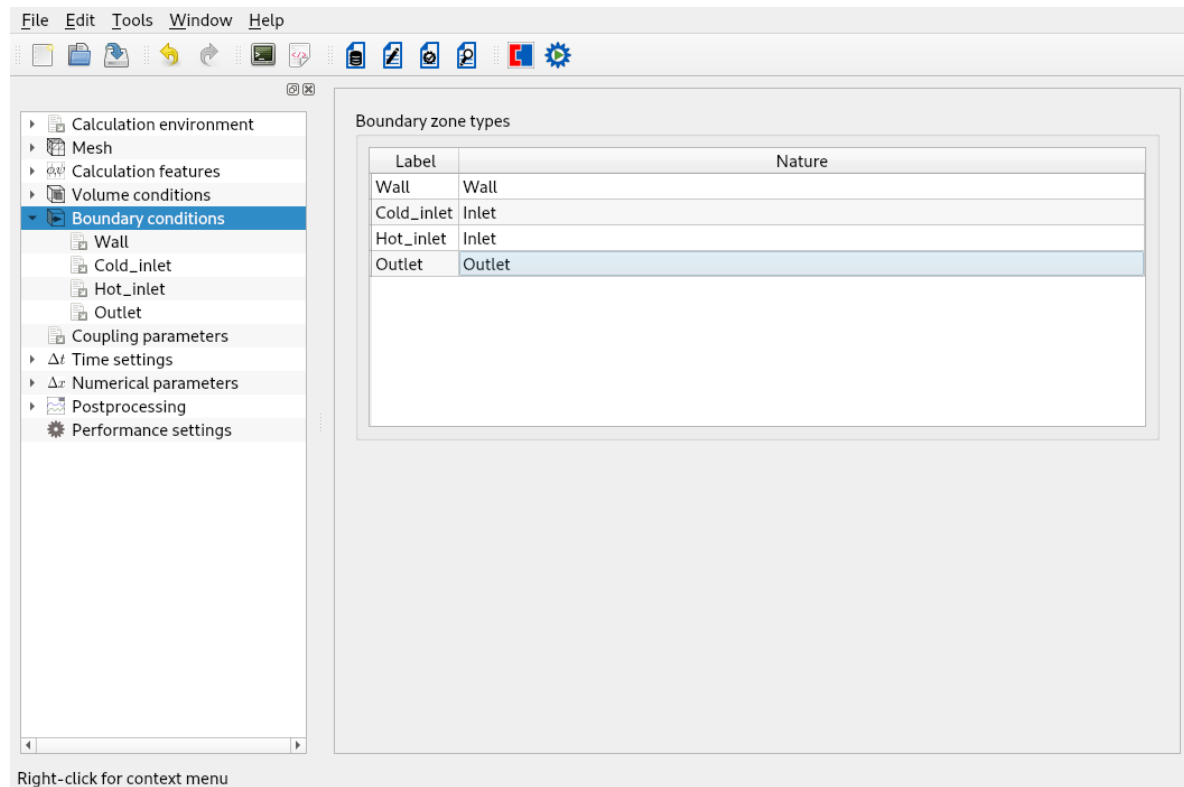 File Edit Tools Window Help
Calculation environment
Mesh
Calculation features
Volume conditions
Boundary conditions
Wall
Cold_inlet
Hot_inlet
Outlet
Coupling parameters
Δt Time settings
Δx Numerical parameters
Postprocessing
Performance settings
Boundary zone types
Label Nature
Wall Wall
Cold_inlet Inlet
Hot_inlet Inlet
Outlet Outlet
Right-click for context menu